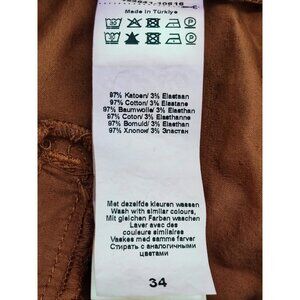 Made in Türkiye
97% Katoen/ 3% Elastaan
97% Cotton/ 3% Elastane
97% Baumwolle/ 3% Elasthan
97% Coton/ 3% Elasthanne
97% Bomuld/ 3% Elasthan
97% Хлопок/ 3% Эластан
Met dezelfde kleuren wassen
Wash with similar colours,
Mit gleichen Farben waschen
Laver avec des
couleurs similaires
Vaskes med samme farver
Стирать с аналогичными
цветами
34